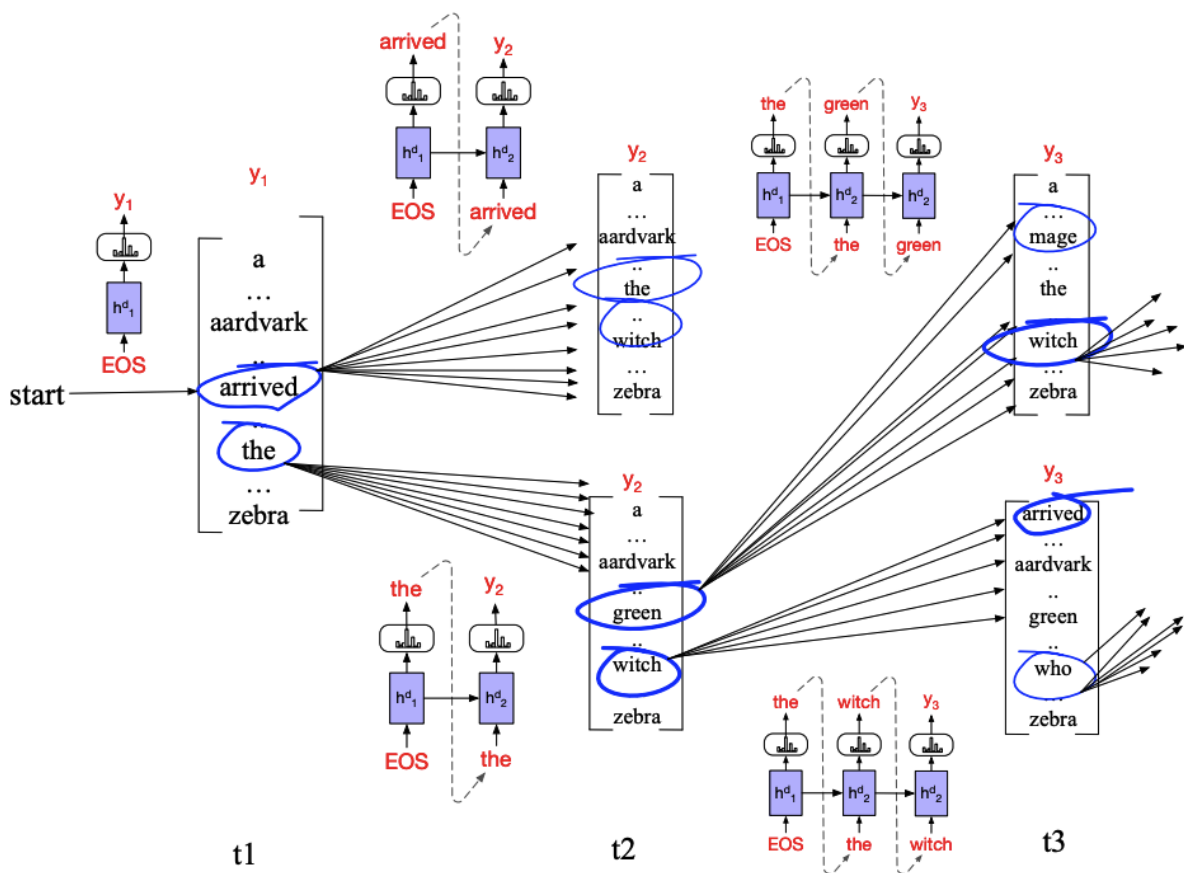 arrived y₂
the green y₃
y₁
y₁
hᵈ₁
EOS
hᵈ₁ hᵈ₂
EOS arrived
hᵈ₁ hᵈ₂ hᵈ₂
EOS the green
start
a
...
aardvark
..
arrived
..
the
...
zebra
y₂
a
...
aardvark
..
the
..
witch
...
zebra
y₃
a
...
mage
..
the
..
witch
...
zebra
the y₂
hᵈ₁ hᵈ₂
EOS the
y₂
a
...
aardvark
..
green
..
witch
...
zebra
y₃
arrived
...
aardvark
..
green
..
who
...
zebra
the witch y₃
hᵈ₁ hᵈ₂ hᵈ₂
EOS the witch
t1 t2 t3